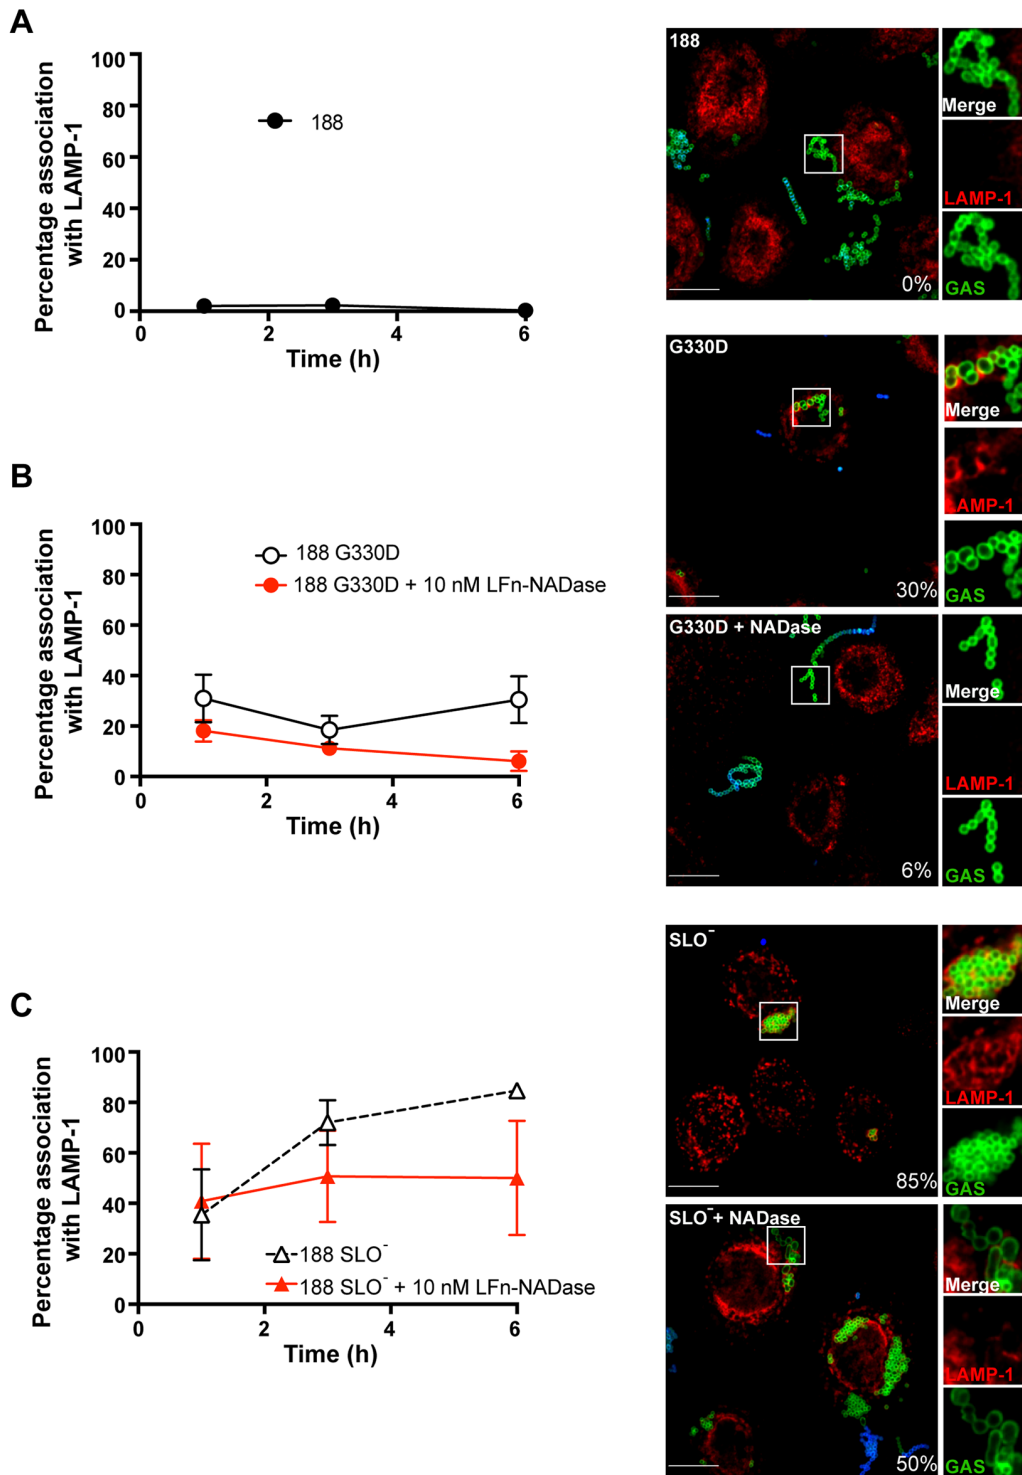 A
100
80
60
40
20
0
0
2
4
6
Percentage association
with LAMP-1
Time (h)
188
188
0%
Merge
LAMP-1
GAS
G330D
30%
Merge
AMP-1
GAS
B
100
80
60
40
20
0
0
2
4
6
Percentage association
with LAMP-1
Time (h)
188 G330D
188 G330D + 10 nM LFn-NADase
G330D + NADase
6%
Merge
LAMP-1
GAS
C
100
80
60
40
20
0
0
2
4
6
Percentage association
with LAMP-1
Time (h)
188 SLO⁻
188 SLO⁻ + 10 nM LFn-NADase
SLO⁻
85%
Merge
LAMP-1
GAS
SLO⁻+ NADase
50%
Merge
LAMP-1
GAS